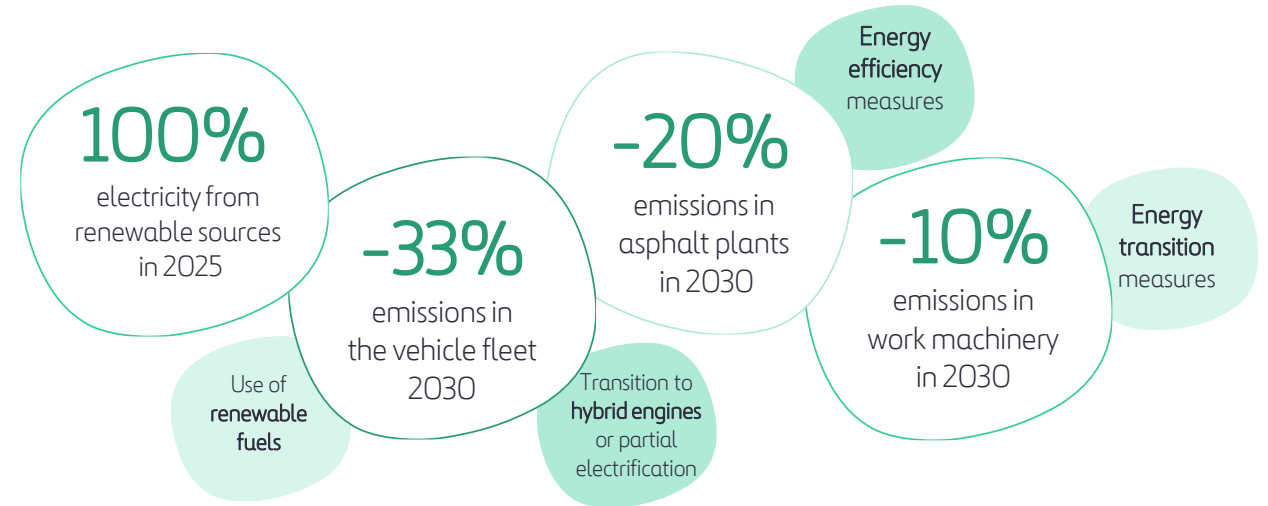 100%
electricity from
renewable sources
in 2025
-33%
emissions in
the vehicle fleet
2030
Use of
renewable
fuels
Transition to
hybrid engines
or partial
electrification
-20%
emissions in
asphalt plants
in 2030
Energy
efficiency
measures
-10%
emissions in
work machinery
in 2030
Energy
transition
measures